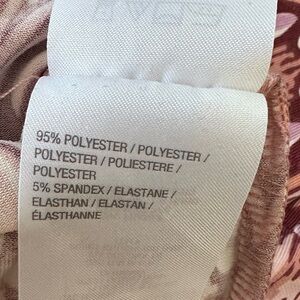 95% POLYESTER / POLYESTER /
POLYESTER / POLIESTERE /
POLYESTER
5% SPANDEX / ELASTANE /
ELASTHAN / ELASTAN /
ÉLASTHANNE